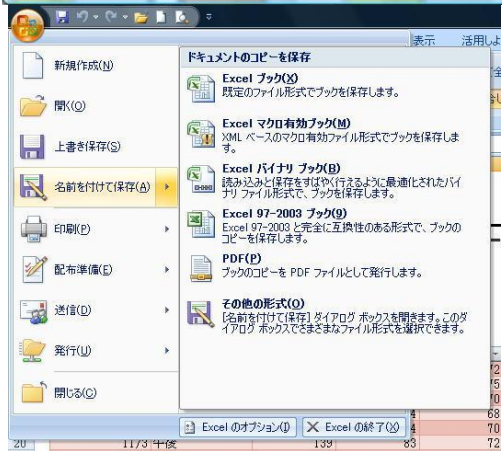 表示 活用しよ
新規作成(N)
開く(O)
上書き保存(S)
名前を付けて保存(A)
印刷(P)
配布準備(E)
送信(D)
発行(U)
閉じる(C)
ドキュメントのコピーを保存
Excel ブック(X)
既定のファイル形式でブックを保存します。
Excel マクロ有効ブック(M)
XML ベースのマクロ有効ファイル形式でブックを保存しま
す。
Excel バイナリ ブック(B)
読み込みと保存をすばやく行えるように最適化されたバイ
ナリ ファイル形式で、ブックを保存します。
Excel 97-2003 ブック(9)
Excel 97-2003 と完全に互換性のある形式で、ブックの
コピーを保存します。
PDF(P)
ブックのコピーを PDF ファイルとして発行します。
その他の形式(O)
[名前を付けて保存] ダイアログ ボックスを開きます。このダ
イアログ ボックスでさまざまなファイル形式を選択できます。
72
75
70
68
70
Excel のオプション(I) Excel の終了(X)
20 11/3 午後 139 83 72